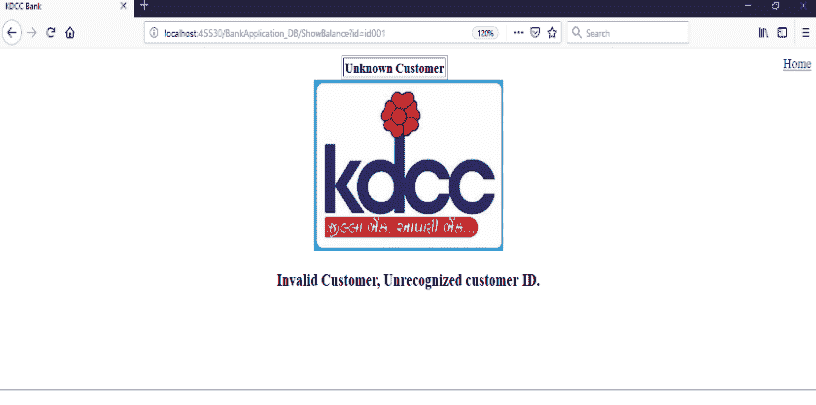 KDCC Bank
localhost:45530/BankApplication_DB/ShowBalance?id=id001
120%
Search
Unknown Customer
Home
kdcc
જીલ્લા બેંક, આપણી બેંક...
Invalid Customer, Unrecognized customer ID.